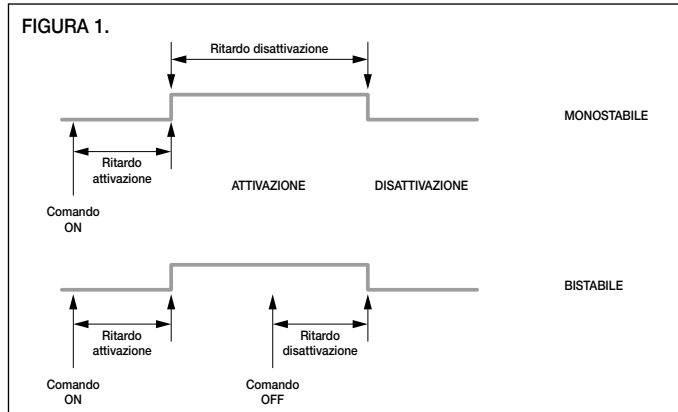 FIGURA 1.
Ritardo disattivazione
MONOSTABILE
Ritardo
attivazione
ATTIVAZIONE
DISATTIVAZIONE
Comando
ON
BISTABILE
Ritardo
attivazione
Ritardo
disattivazione
Comando
ON
Comando
OFF